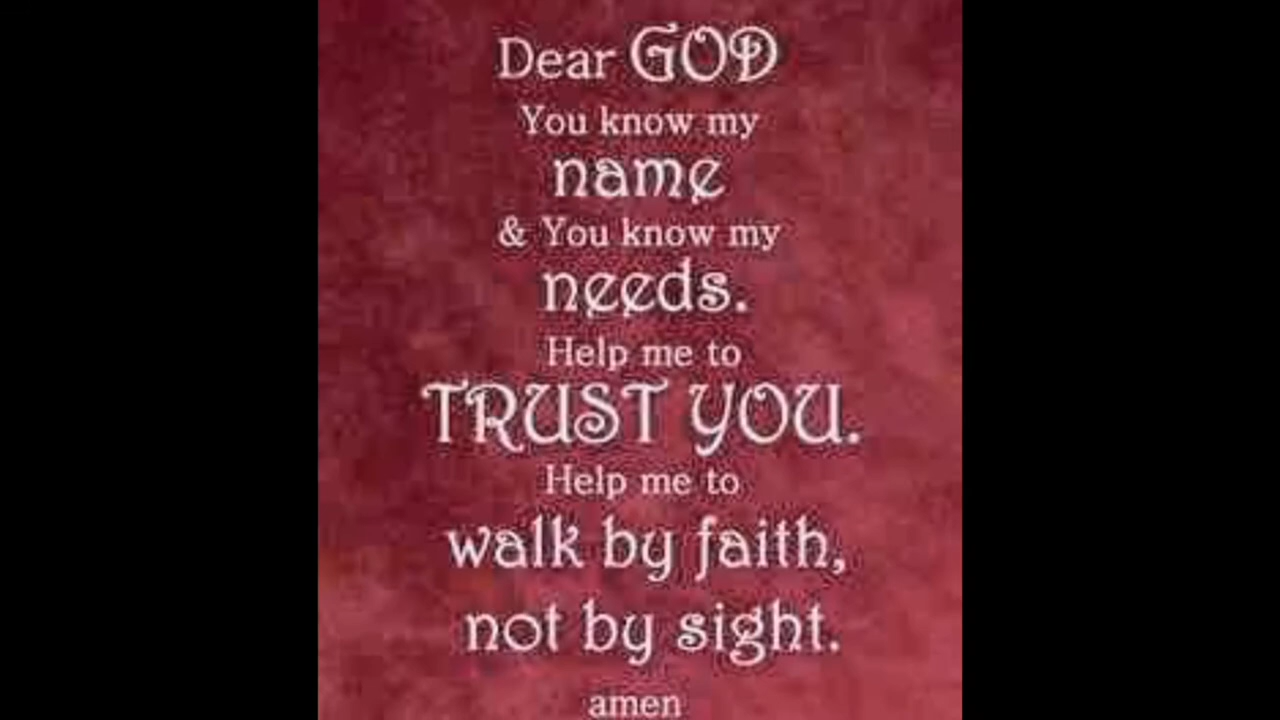 Dear GOD
You know my
name
& You know my
needs.
Help me to
TRUST YOU.
Help me to
walk by faith,
not by sight.
amen